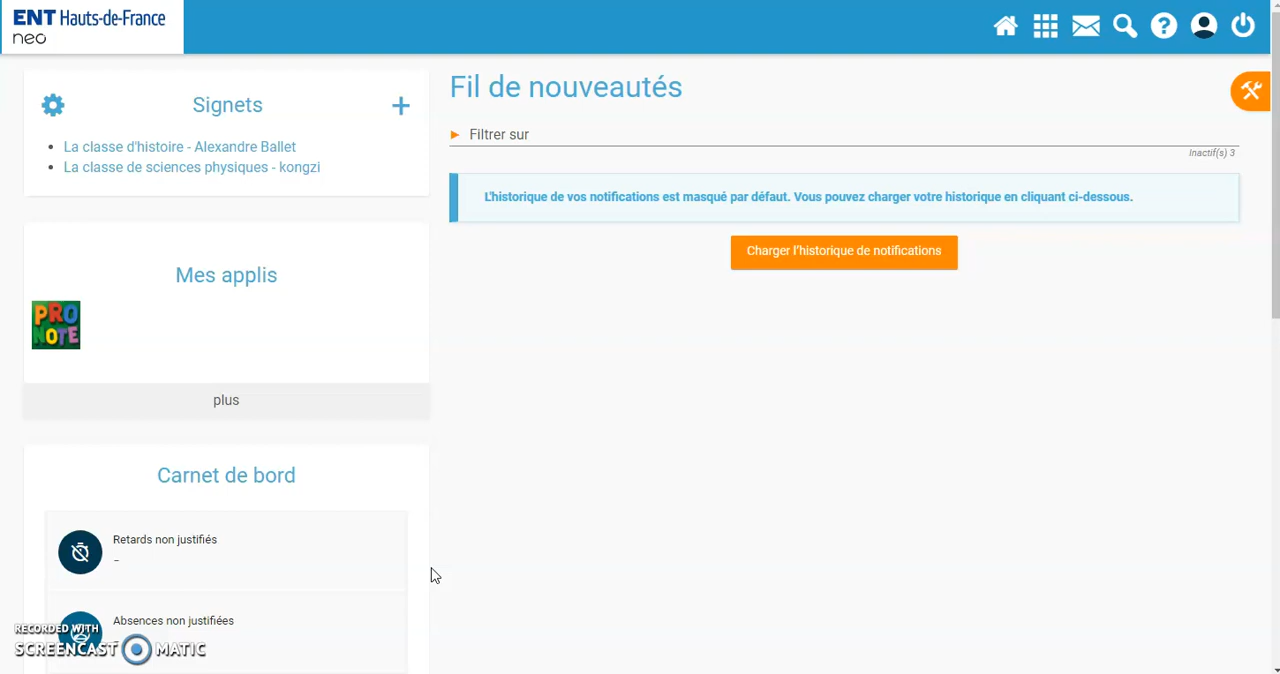 ENT Hauts-de-France
neo
Signets
La classe d'histoire - Alexandre Ballet
La classe de sciences physiques - kongzi
Mes applis
PRO
NOTE
plus
Carnet de bord
Retards non justifiés
–
Absences non justifiées
RECORDED WITH
SCREENCAST MATIC
Fil de nouveautés
Filtrer sur
Inactif(s) 3
L'historique de vos notifications est masqué par défaut. Vous pouvez charger votre historique en cliquant ci-dessous.
Charger l'historique de notifications